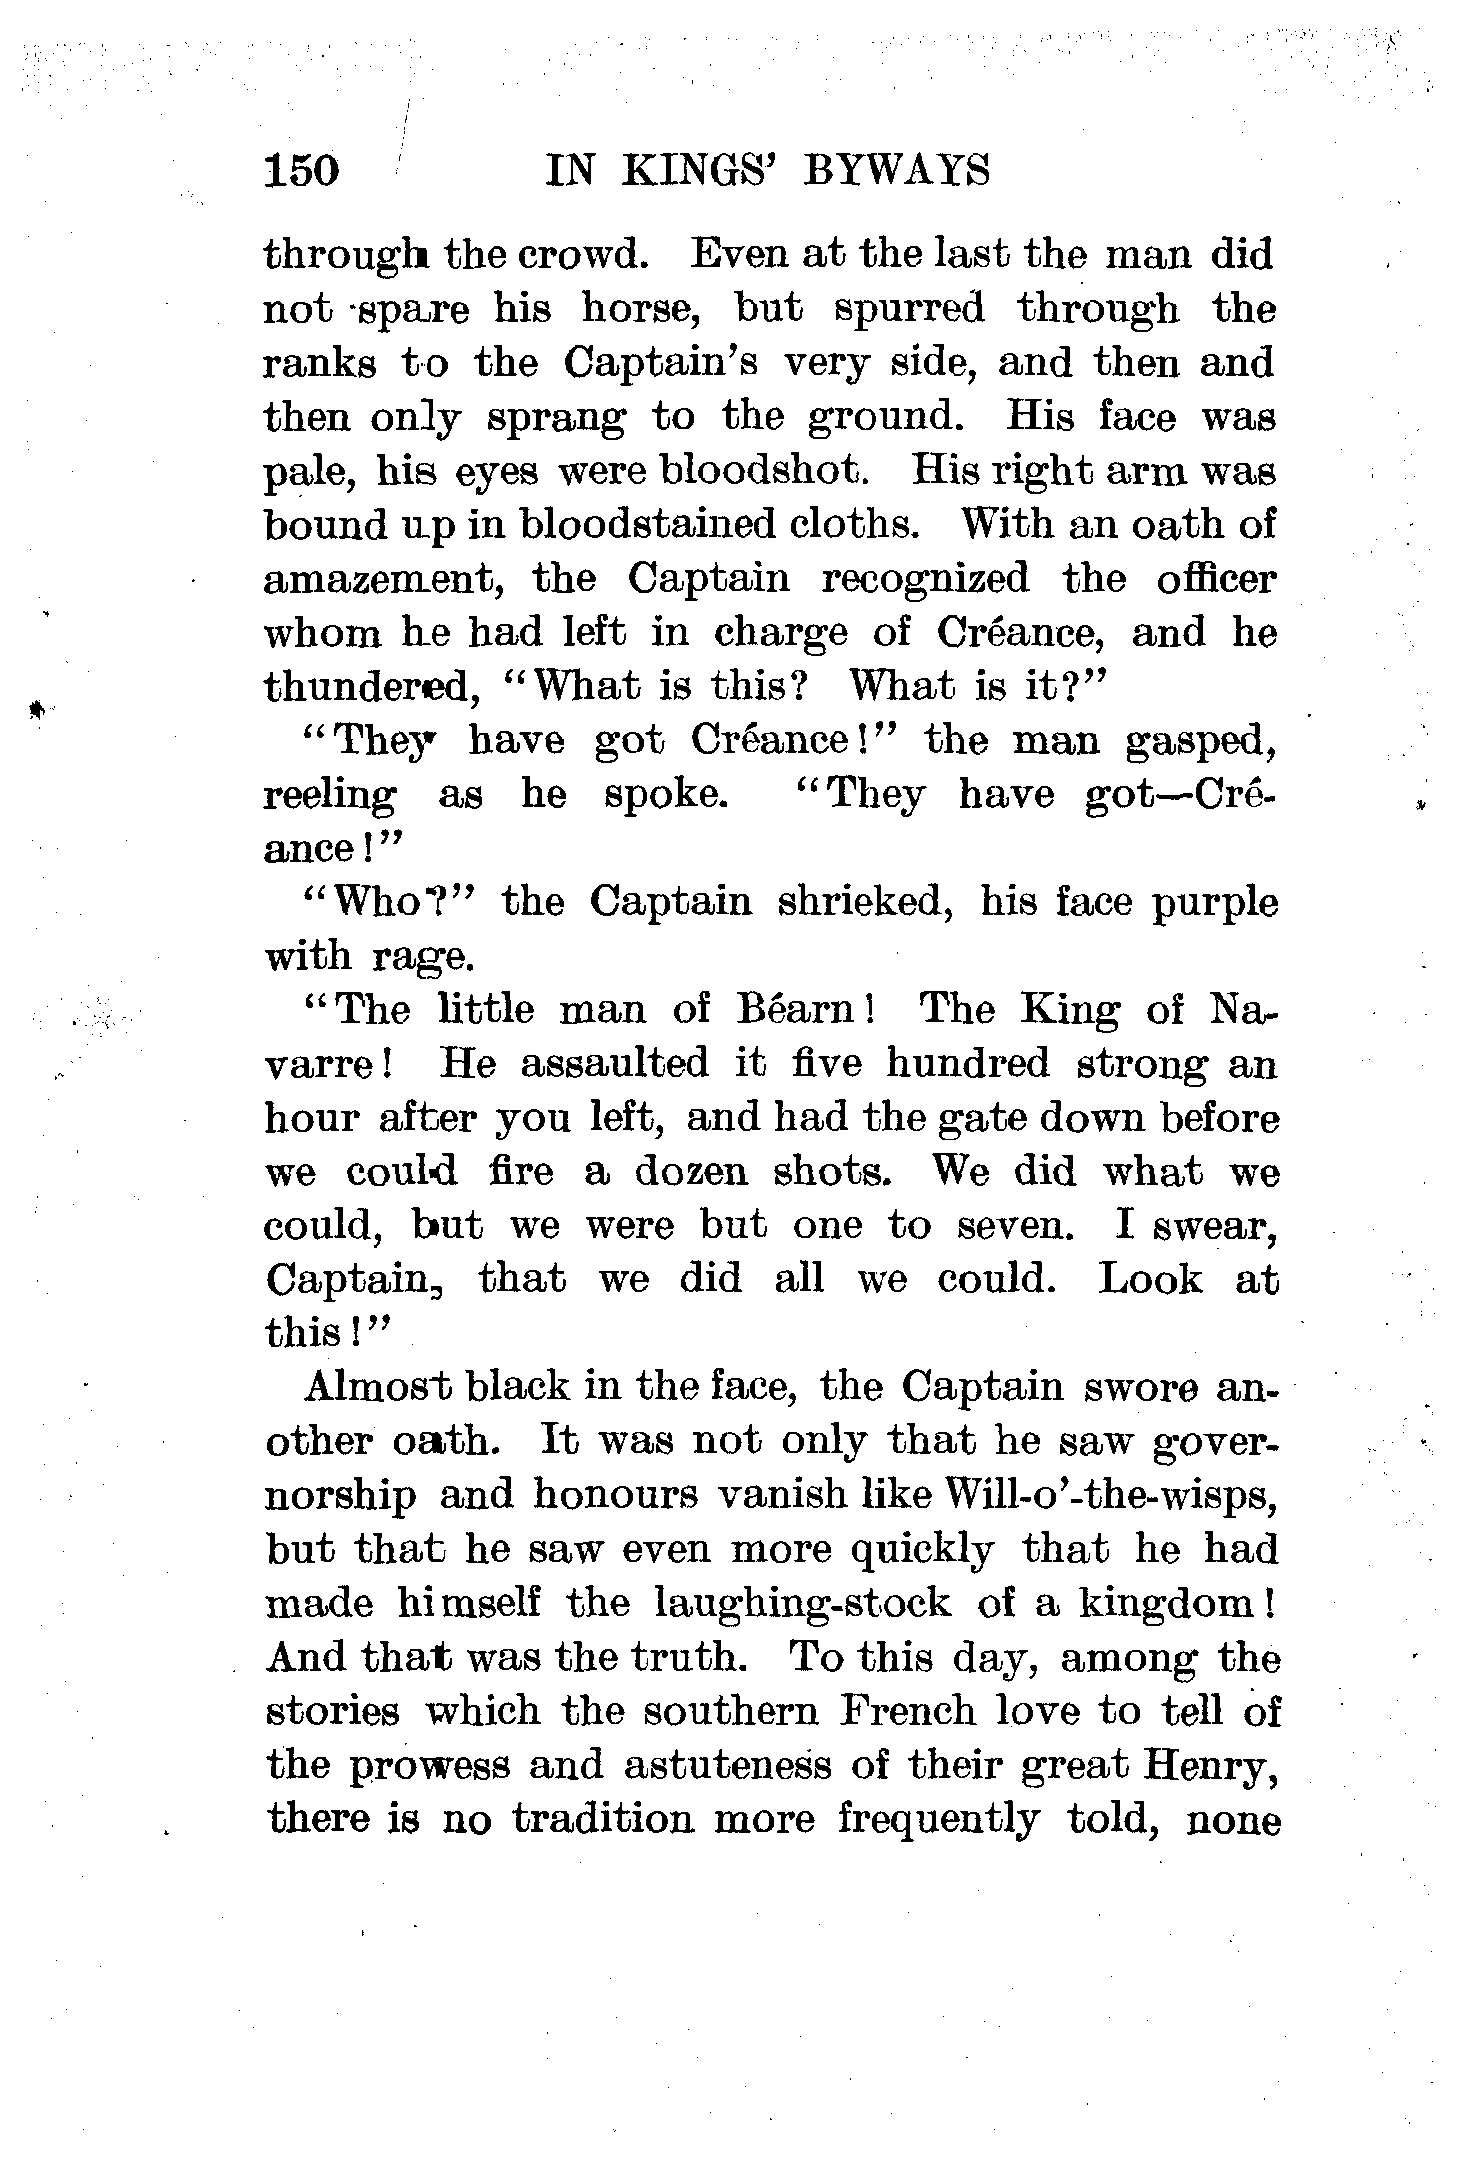 150 IN KINGS' BYWAYS
through the crowd. Even at the last the man did
not spare his horse, but spurred through the
ranks to the Captain's very side, and then and
then only sprang to the ground. His face was
pale, his eyes were bloodshot. His right arm was
bound up in bloodstained cloths. With an oath of
amazement, the Captain recognized the officer
whom he had left in charge of Créance, and he
thundered, "What is this? What is it?"
"They have got Créance!" the man gasped,
reeling as he spoke. "They have got—Cré-
ance!"
"Who?" the Captain shrieked, his face purple
with rage.
"The little man of Béarn! The King of Na-
varre! He assaulted it five hundred strong an
hour after you left, and had the gate down before
we could fire a dozen shots. We did what we
could, but we were but one to seven. I swear,
Captain, that we did all we could. Look at
this!"
Almost black in the face, the Captain swore an-
other oath. It was not only that he saw gover-
norship and honours vanish like Will-o'-the-wisps,
but that he saw even more quickly that he had
made himself the laughing-stock of a kingdom!
And that was the truth. To this day, among the
stories which the southern French love to tell of
the prowess and astuteness of their great Henry,
there is no tradition more frequently told, none